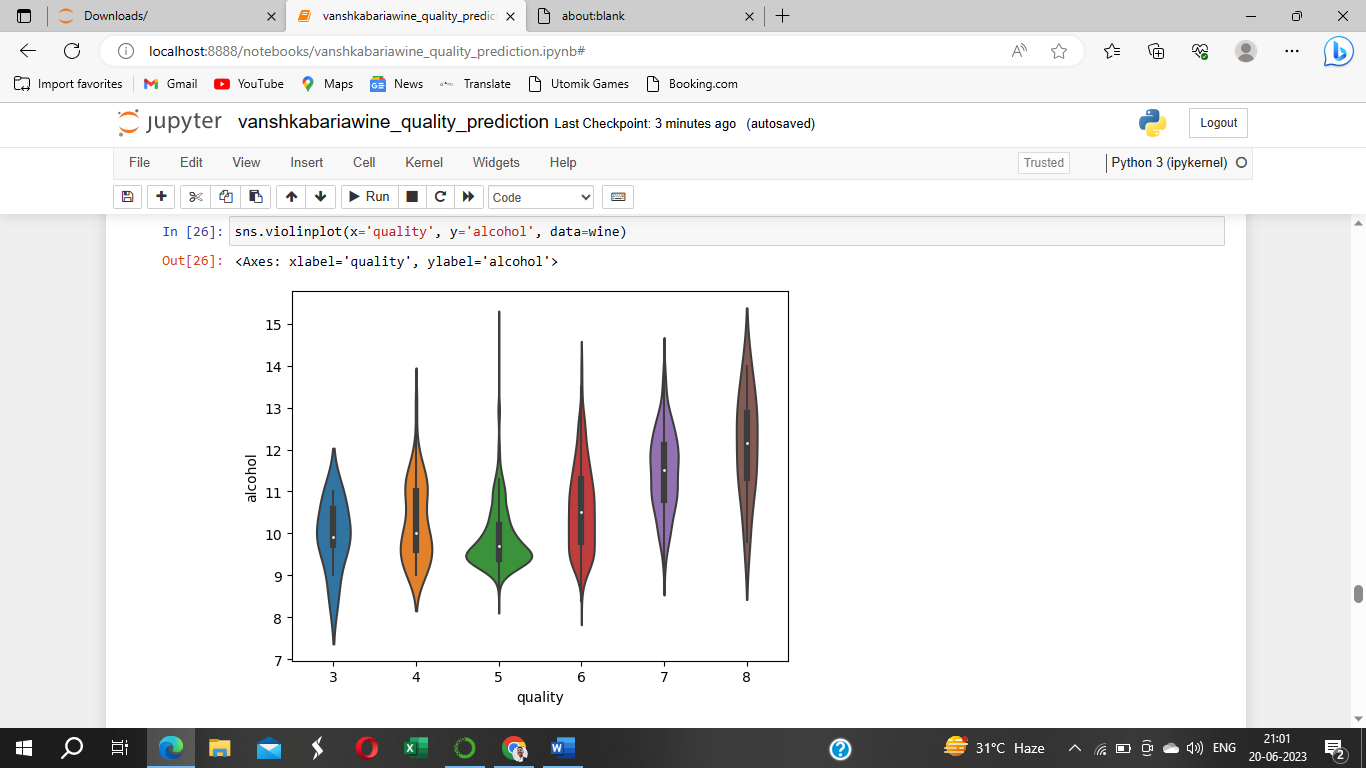 Downloads/
vanshkabariawine_quality_predic
about:blank
localhost:8888/notebooks/vanshkabariawine_quality_prediction.ipynb#
Import favorites
Gmail
YouTube
Maps
News
Translate
Utomik Games
Booking.com
jupyter vanshkabariawine_quality_prediction Last Checkpoint: 3 minutes ago (autosaved)
Logout
File Edit View Insert Cell Kernel Widgets Help
Trusted
Python 3 (ipykernel)
Run
Code
In [26]: sns.violinplot(x='quality', y='alcohol', data=wine)
Out[26]: <Axes: xlabel='quality', ylabel='alcohol'>
15
14
13
12
11
10
9
8
7
alcohol
3 4 5 6 7 8
quality
31°C Haze
ENG
21:01
20-06-2023
2